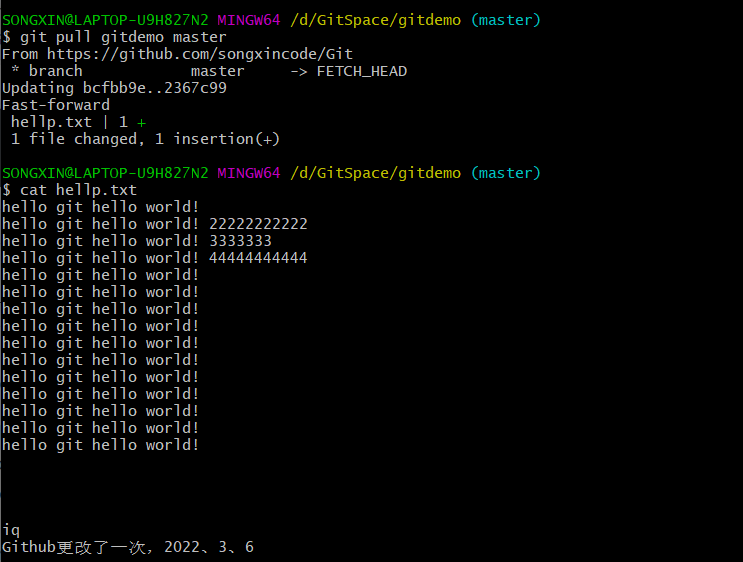 SONGXIN@LAPTOP-U9H827N2 MINGW64 /d/GitSpace/gitdemo (master)
$ git pull gitdemo master
From https://github.com/songxincode/Git
 * branch            master     -> FETCH_HEAD
Updating bcfbb9e..2367c99
Fast-forward
 hellp.txt | 1 +
 1 file changed, 1 insertion(+)
SONGXIN@LAPTOP-U9H827N2 MINGW64 /d/GitSpace/gitdemo (master)
$ cat hellp.txt
hello git hello world!
hello git hello world! 22222222222
hello git hello world! 3333333
hello git hello world! 44444444444
hello git hello world!
hello git hello world!
hello git hello world!
hello git hello world!
hello git hello world!
hello git hello world!
hello git hello world!
hello git hello world!
hello git hello world!
hello git hello world!
hello git hello world!
iq
Github更改了一次，2022、3、6